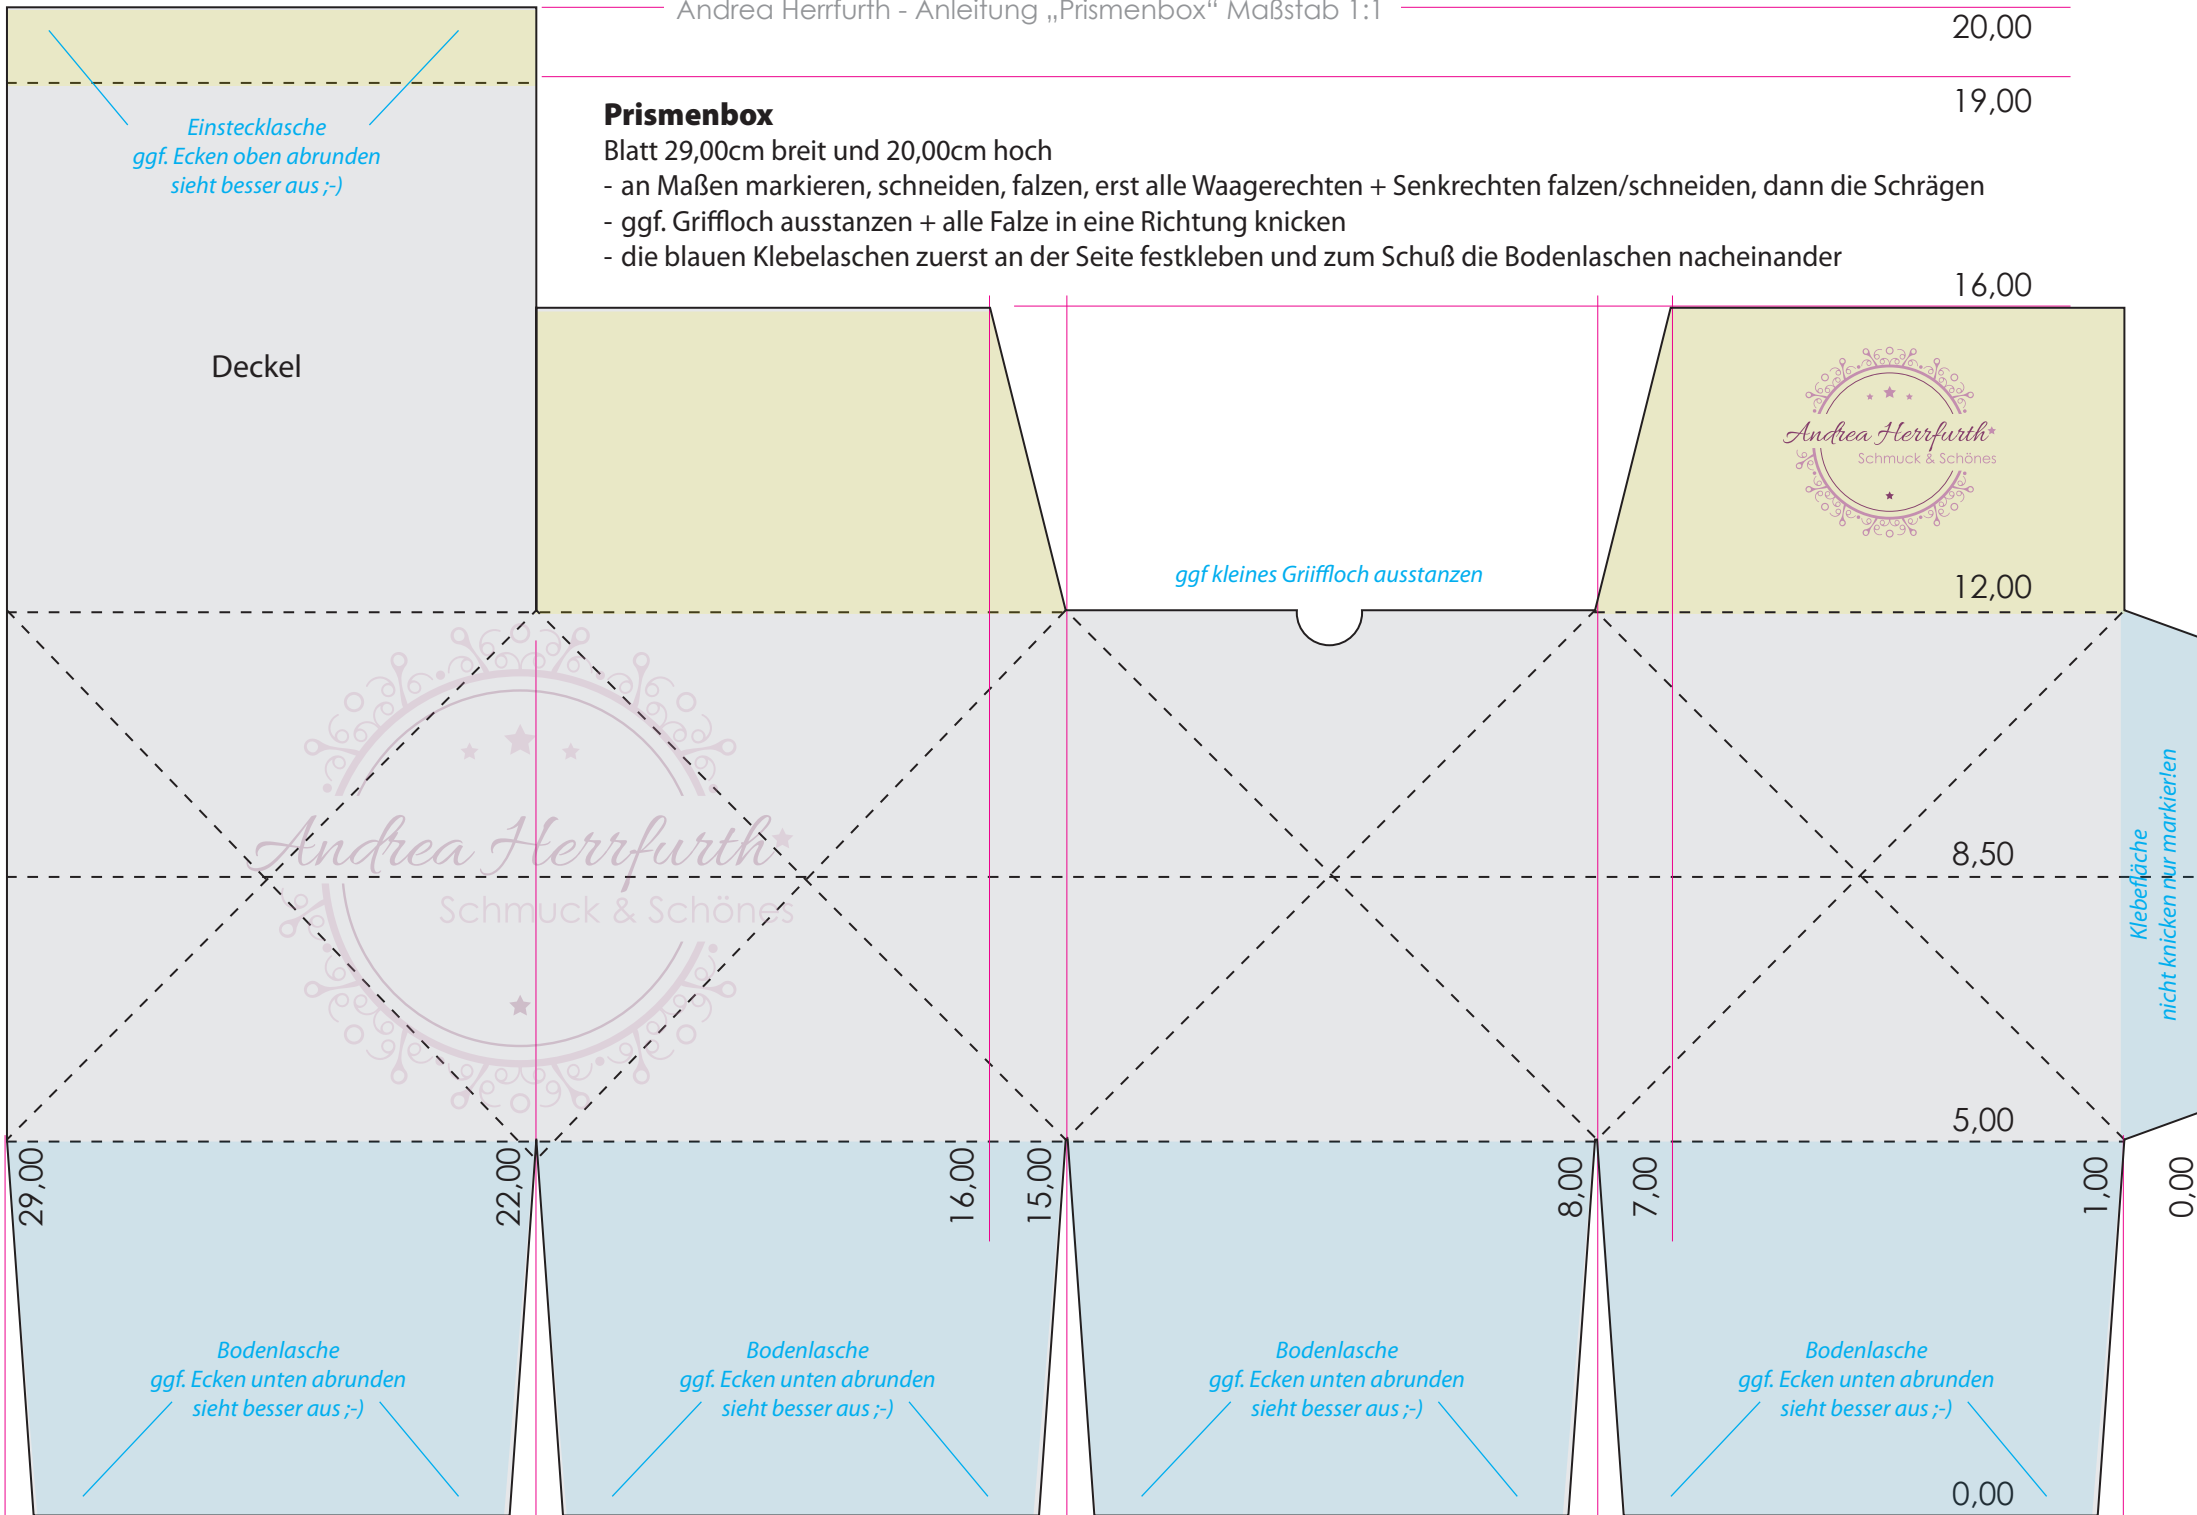 Andrea Herrfurth - Anleitung „Prismenbox“ Maßstab 1:1
20,00
19,00
Prismenbox
Blatt 29,00cm breit und 20,00cm hoch
- an Maßen markieren, schneiden, falzen, erst alle Waagerechten + Senkrechten falzen/schneiden, dann die Schrägen
- ggf. Griffloch ausstanzen + alle Falze in eine Richtung knicken
- die blauen Klebelaschen zuerst an der Seite festkleben und zum Schuß die Bodenlaschen nacheinander
Einstecklasche
ggf. Ecken oben abrunden
sieht besser aus ;-)
16,00
Deckel
Andrea Herrfurth
Schmuck & Schönes
ggf kleines Griiffloch ausstanzen
12,00
Andrea Herrfurth
Schmuck & Schönes
8,50
Klebefläche
nicht knicken nur markier!en
5,00
29,00
22,00
16,00
15,00
8,00
7,00
1,00
0,00
Bodenlasche
ggf. Ecken unten abrunden
sieht besser aus ;-)
Bodenlasche
ggf. Ecken unten abrunden
sieht besser aus ;-)
Bodenlasche
ggf. Ecken unten abrunden
sieht besser aus ;-)
Bodenlasche
ggf. Ecken unten abrunden
sieht besser aus ;-)
0,00